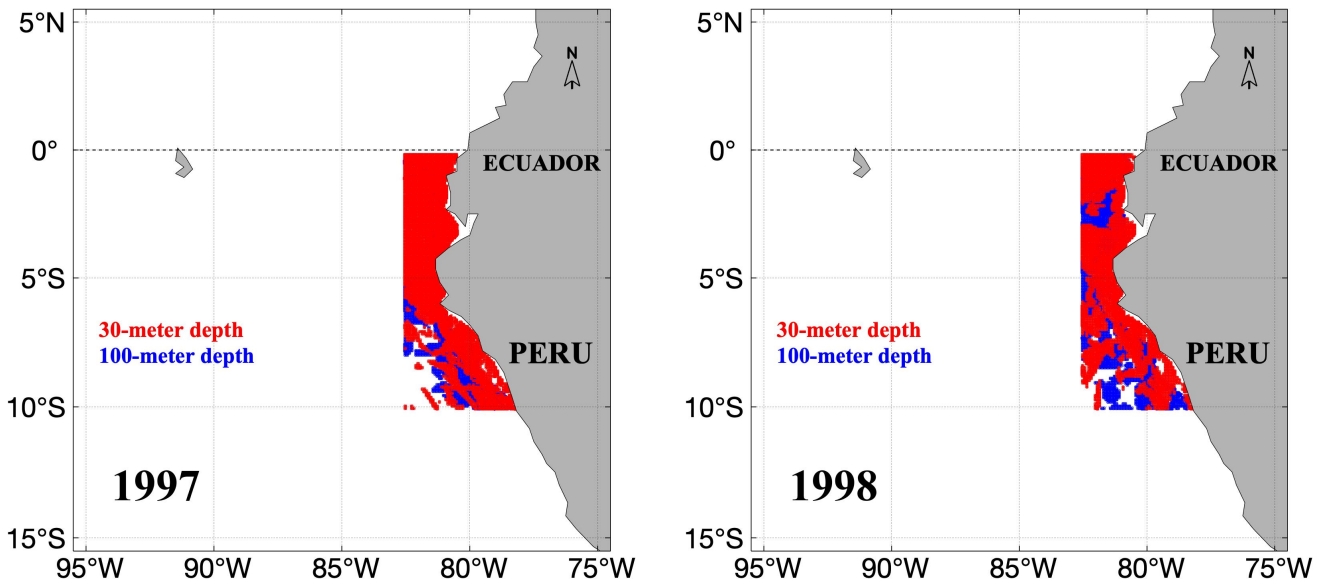 5°N
0°
5°S
10°S
15°S
N
ECUADOR
30-meter depth
100-meter depth
PERU
1997
95°W 90°W 85°W 80°W 75°W
5°N
0°
5°S
10°S
15°S
N
ECUADOR
30-meter depth
100-meter depth
PERU
1998
95°W 90°W 85°W 80°W 75°W